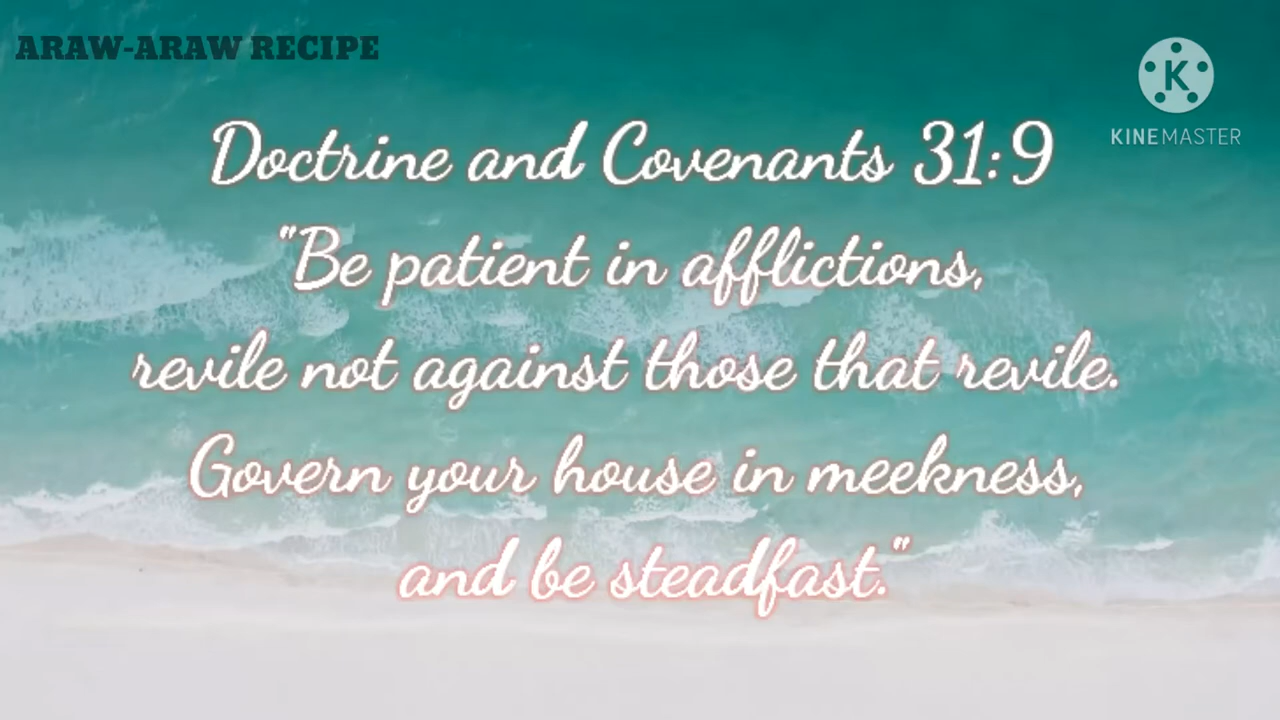 ARAW-ARAW RECIPE
K
KINEMASTER
Doctrine and Covenants 31:9
"Be patient in afflictions,
revile not against those that revile.
Govern your house in meekness,
and be steadfast."